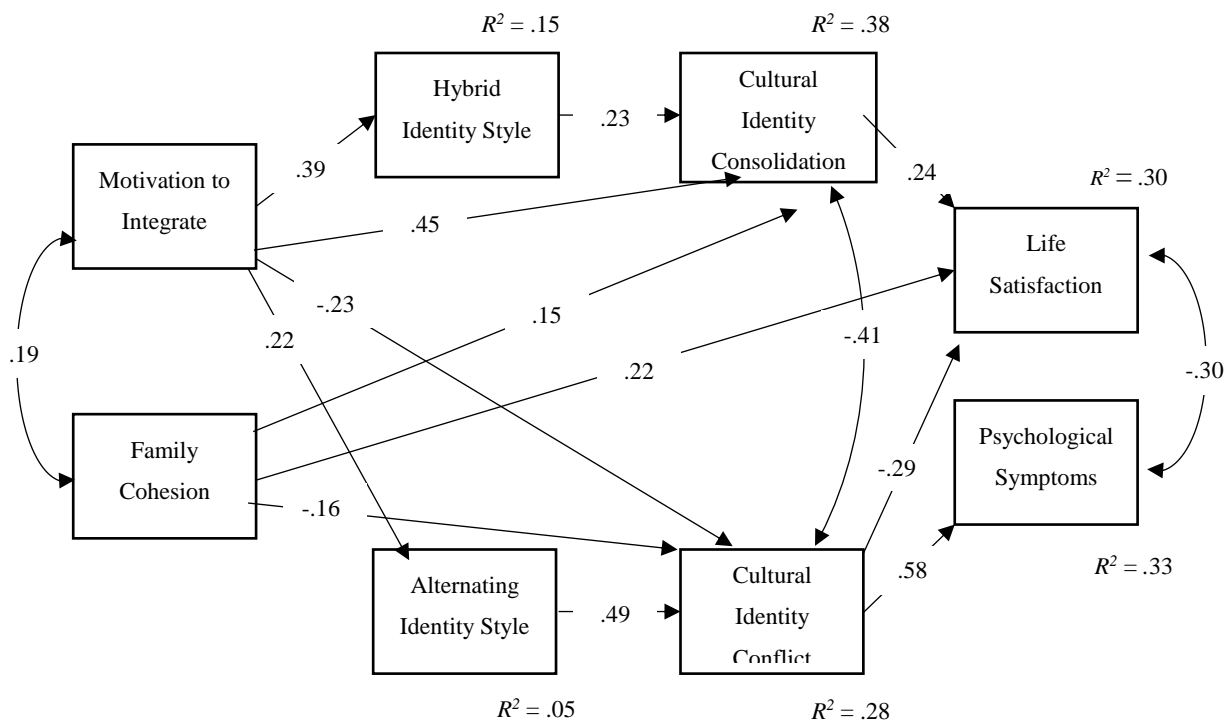 R² = .15
R² = .38
Hybrid
Identity Style
.23
Cultural
Identity
Consolidation
.39
.24
R² = .30
Motivation to
Integrate
.45
Life
Satisfaction
-.23
.15
.22
-.41
.19
.22
-.30
Family
Cohesion
Psychological
Symptoms
-.29
-.16
R² = .33
Alternating
Identity Style
.49
Cultural
Identity
Conflict
.58
R² = .05
R² = .28